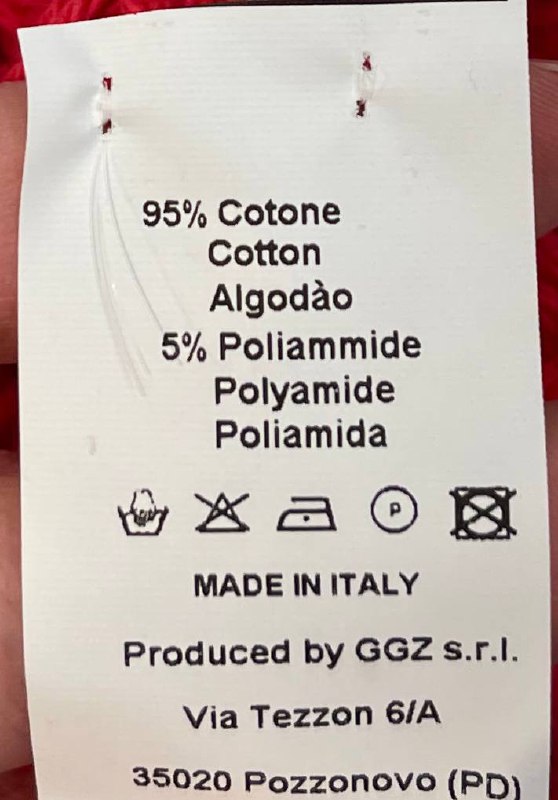 95% Cotone
Cotton
Algodào
5% Poliammide
Polyamide
Poliamida
P
MADE IN ITALY
Produced by GGZ s.r.l.
Via Tezzon 6/A
35020 Pozzonovo (PD)